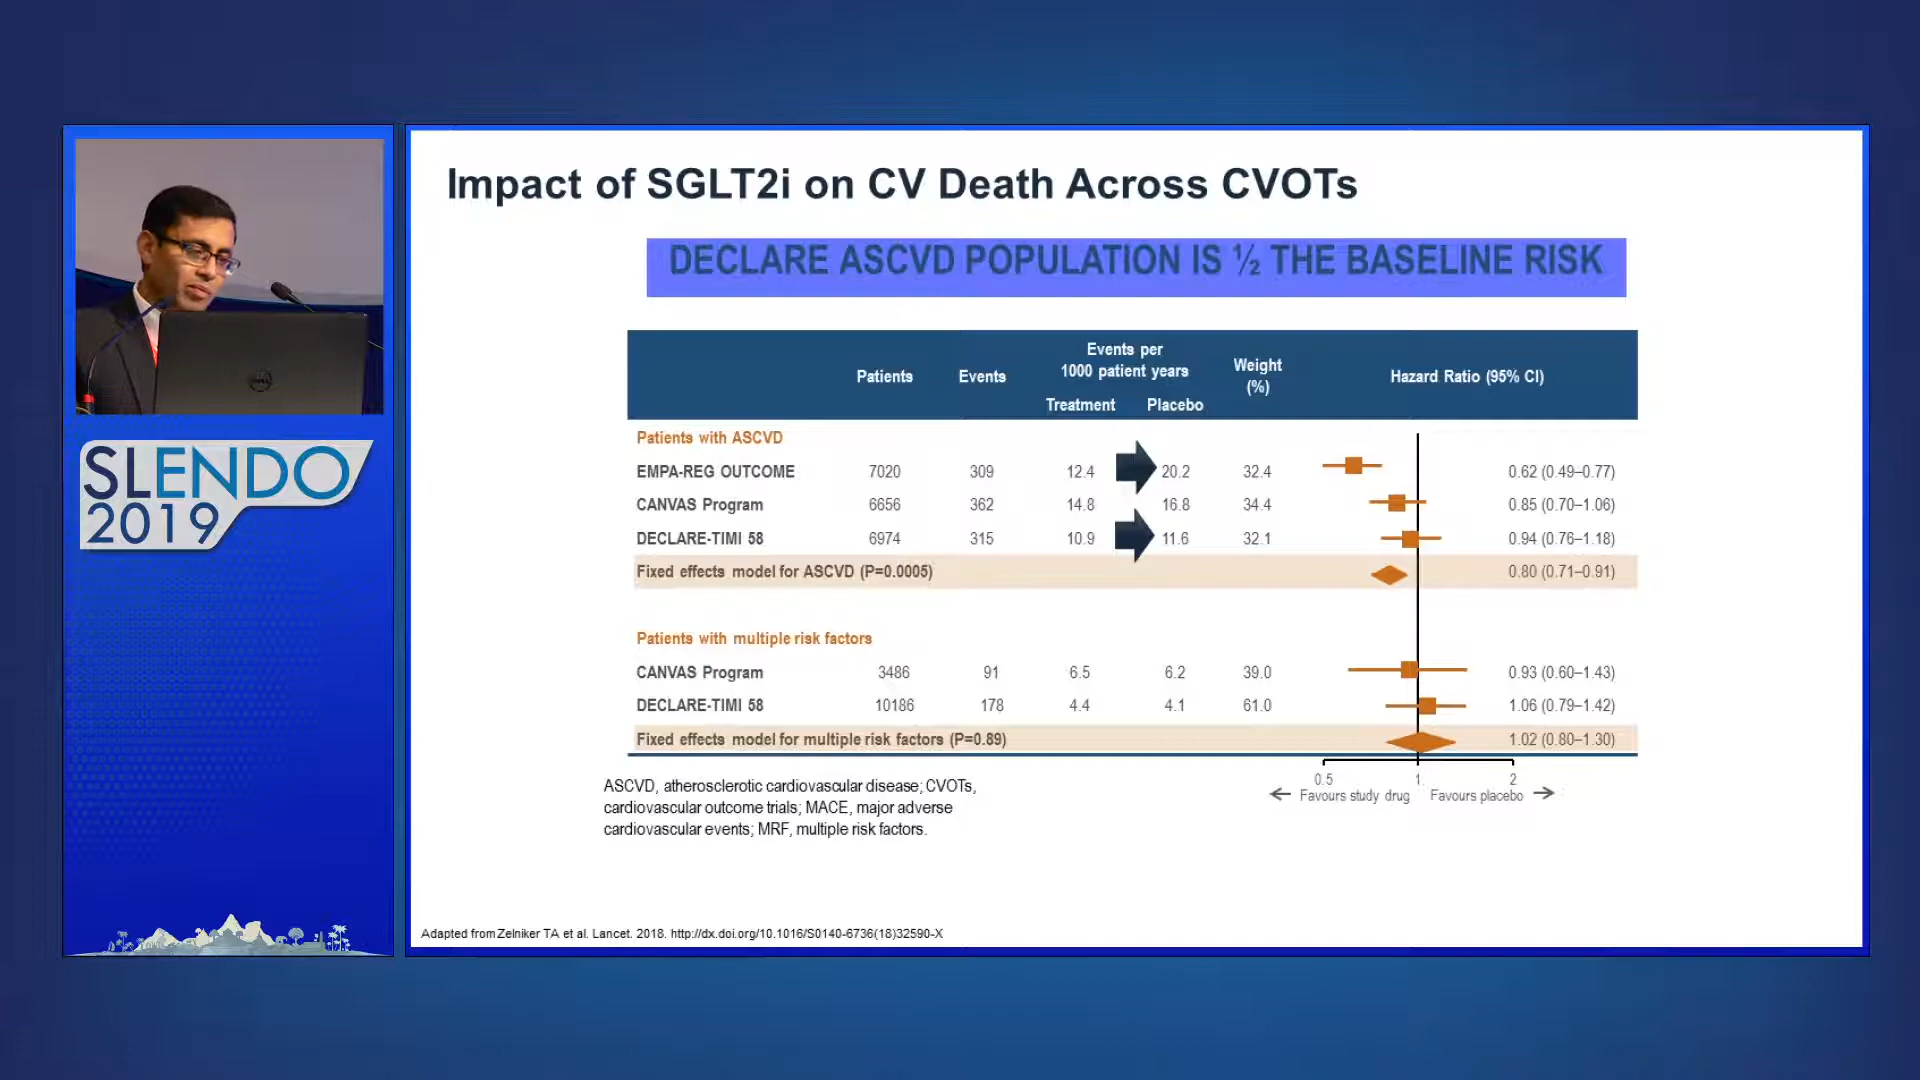 Impact of SGLT2i on CV Death Across CVOTs
DECLARE ASCVD POPULATION IS ½ THE BASELINE RISK
Patients Events Events per 1000 patient years Weight (%) Hazard Ratio (95% CI)
Treatment Placebo
Patients with ASCVD
EMPA-REG OUTCOME 7020 309 12.4 20.2 32.4 0.62 (0.49–0.77)
CANVAS Program 6656 362 14.8 16.8 34.4 0.85 (0.70–1.06)
DECLARE-TIMI 58 6974 315 10.9 11.6 32.1 0.94 (0.76–1.18)
Fixed effects model for ASCVD (P=0.0005) 0.80 (0.71–0.91)
Patients with multiple risk factors
CANVAS Program 3486 91 6.5 6.2 39.0 0.93 (0.60–1.43)
DECLARE-TIMI 58 10186 178 4.4 4.1 61.0 1.06 (0.79–1.42)
Fixed effects model for multiple risk factors (P=0.89) 1.02 (0.80–1.30)
0.5 1 2
Favours study drug Favours placebo
ASCVD, atherosclerotic cardiovascular disease; CVOTs,
cardiovascular outcome trials; MACE, major adverse
cardiovascular events; MRF, multiple risk factors.
Adapted from Zelniker TA et al. Lancet. 2018. http://dx.doi.org/10.1016/S0140-6736(18)32590-X
SLENDO
2019
DELL